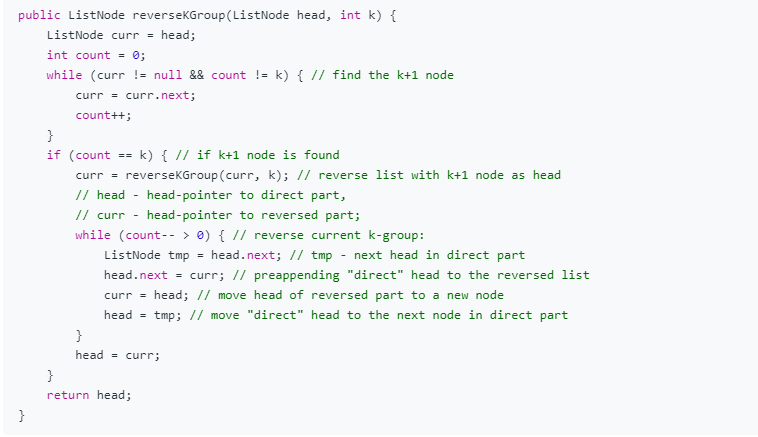 public ListNode reverseKGroup(ListNode head, int k) {
    ListNode curr = head;
    int count = 0;
    while (curr != null && count != k) { // find the k+1 node
        curr = curr.next;
        count++;
    }
    if (count == k) { // if k+1 node is found
        curr = reverseKGroup(curr, k); // reverse list with k+1 node as head
        // head - head-pointer to direct part,
        // curr - head-pointer to reversed part;
        while (count-- > 0) { // reverse current k-group:
            ListNode tmp = head.next; // tmp - next head in direct part
            head.next = curr; // preappending "direct" head to the reversed list
            curr = head; // move head of reversed part to a new node
            head = tmp; // move "direct" head to the next node in direct part
        }
        head = curr;
    }
    return head;
}